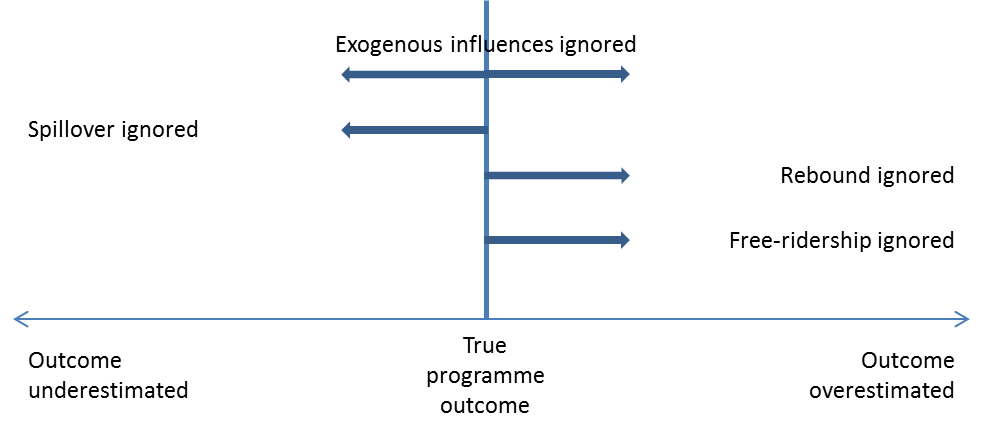 Exogenous influences ignored
Spillover ignored
Rebound ignored
Free-ridership ignored
Outcome
underestimated
True
programme
outcome
Outcome
overestimated